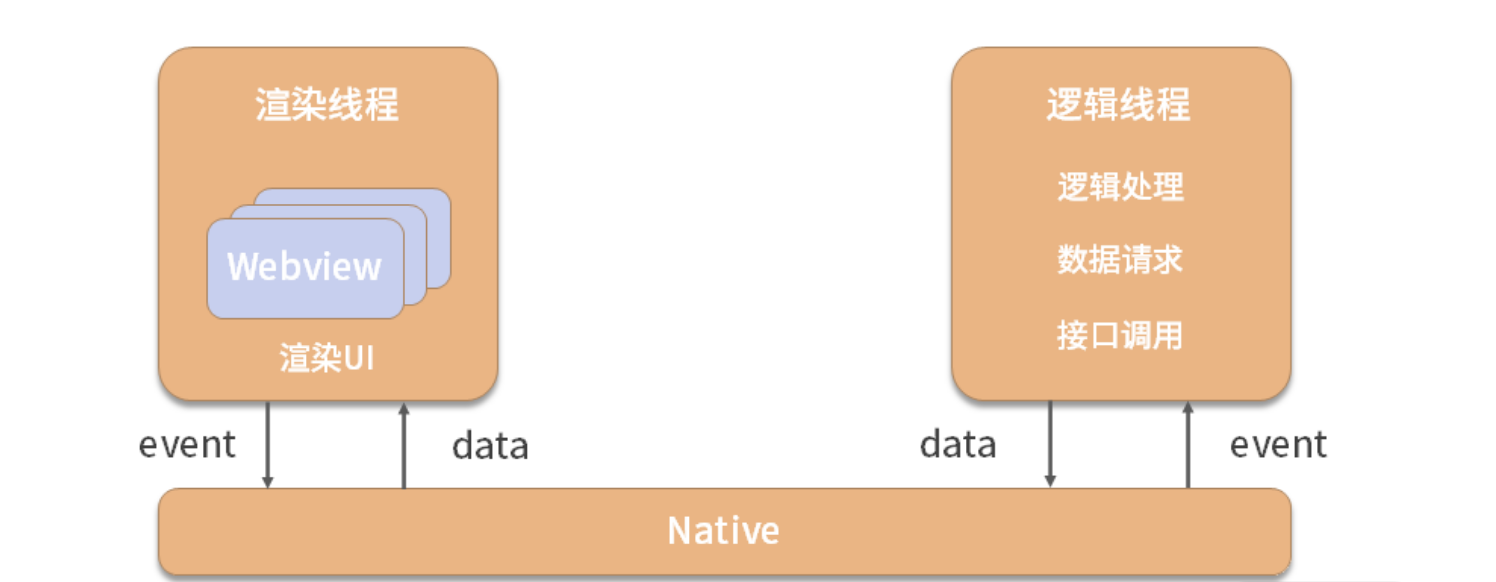 渲染线程
Webview
渲染UI
逻辑线程
逻辑处理
数据请求
接口调用
event
data
data
event
Native